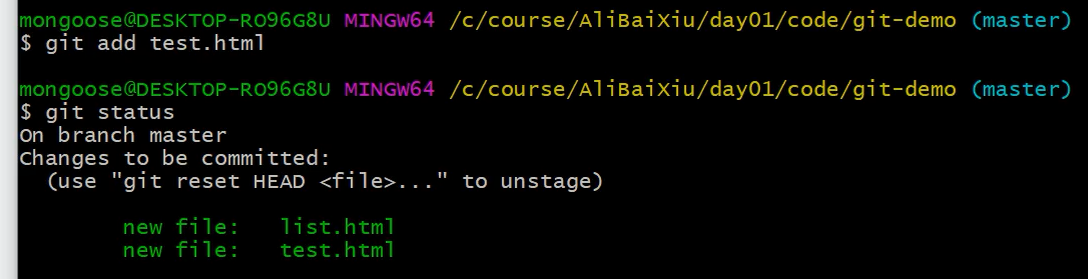 mongoose@DESKTOP-RO96G8U MINGW64 /c/course/AliBaiXiu/day01/code/git-demo (master)
$ git add test.html
mongoose@DESKTOP-RO96G8U MINGW64 /c/course/AliBaiXiu/day01/code/git-demo (master)
$ git status
On branch master
Changes to be committed:
  (use "git reset HEAD <file>..." to unstage)
        new file:   list.html
        new file:   test.html